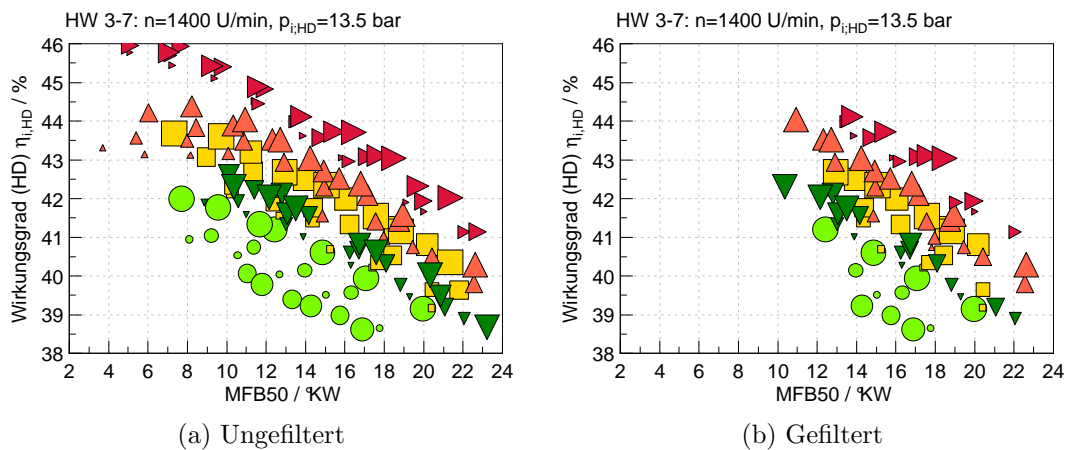 HW 3-7: n=1400 U/min, p_i;HD=13.5 bar
Wirkungsgrad (HD) η_i,HD / %
46
45
44
43
42
41
40
39
38
2 4 6 8 10 12 14 16 18 20 22 24
MFB50 / °KW
(a) Ungefiltert
HW 3-7: n=1400 U/min, p_i;HD=13.5 bar
Wirkungsgrad (HD) η_i,HD / %
46
45
44
43
42
41
40
39
38
2 4 6 8 10 12 14 16 18 20 22 24
MFB50 / °KW
(b) Gefiltert